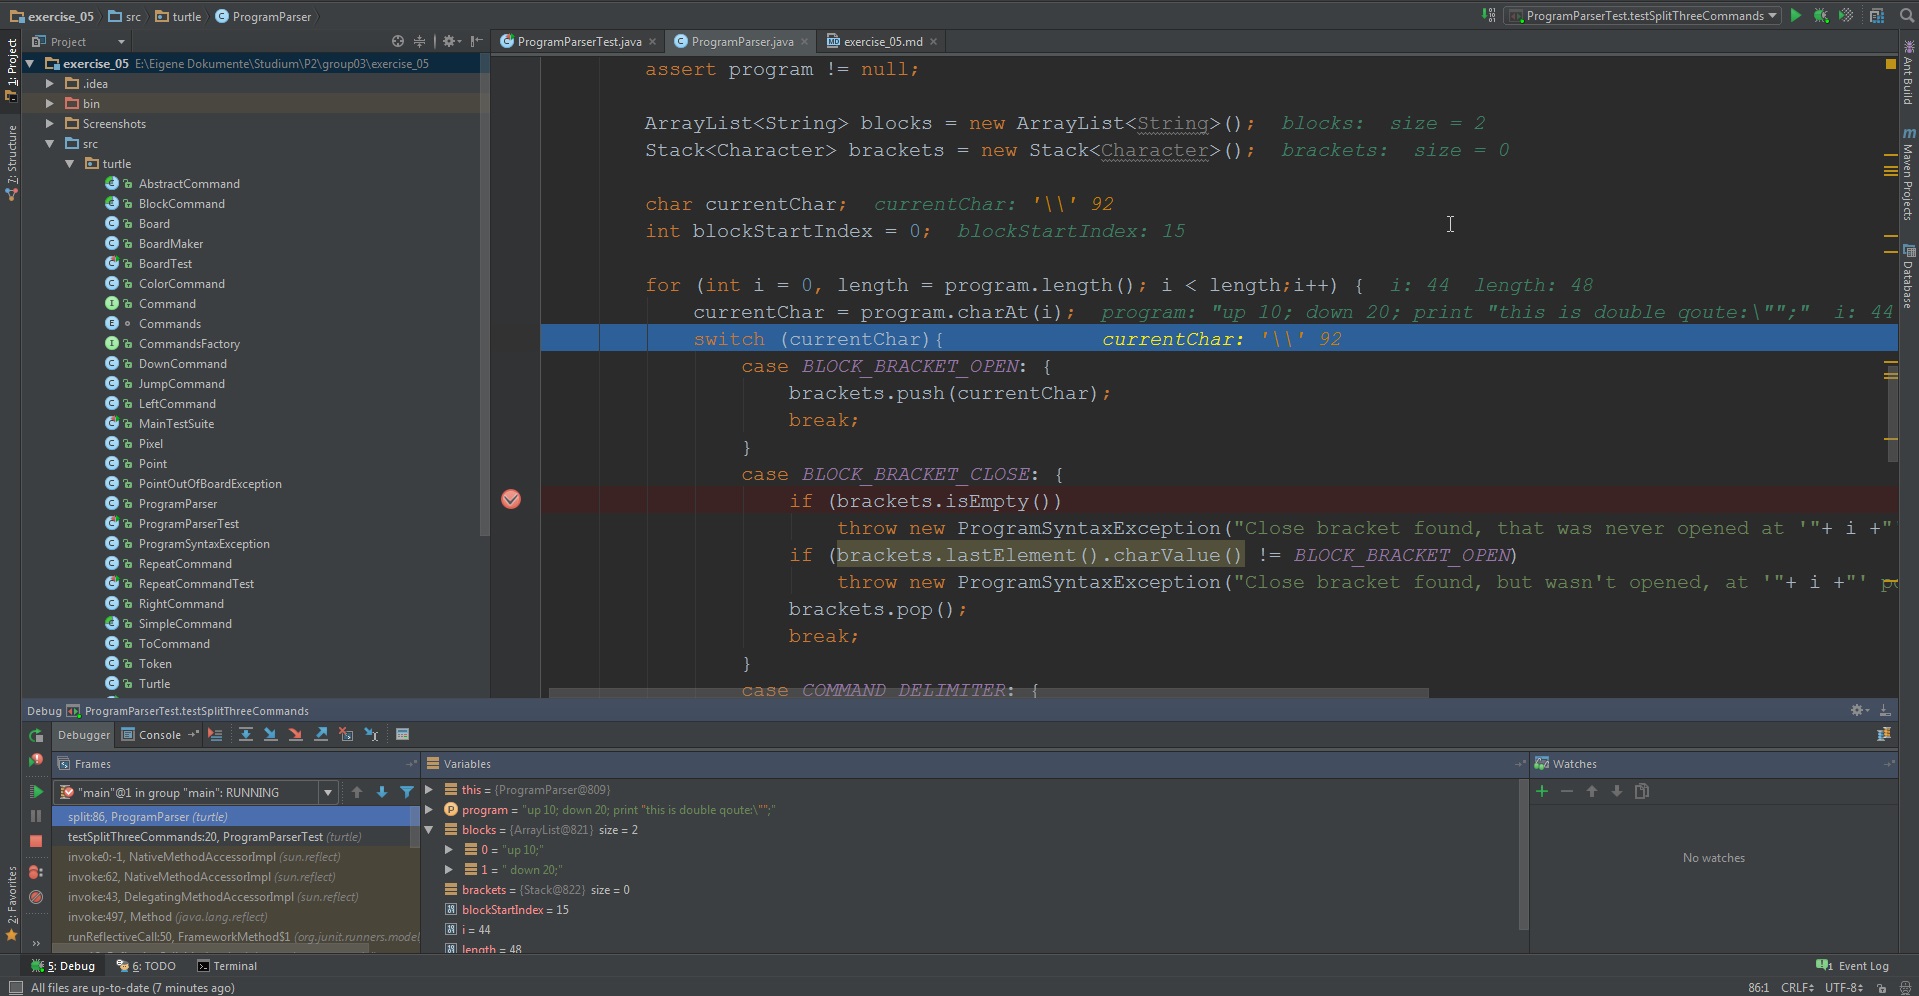 exercise_05 src turtle ProgramParser
ProgramParserTest.testSplitThreeCommands
Project
ProgramParserTest.java ProgramParser.java exercise_05.md
1: Project
7: Structure
2: Favorites
Ant Build
Maven Projects
Database
exercise_05 E:\Eigene Dokumente\Studium\P2\group03\exercise_05
.idea
bin
Screenshots
src
turtle
AbstractCommand
BlockCommand
Board
BoardMaker
BoardTest
ColorCommand
Command
Commands
CommandsFactory
DownCommand
JumpCommand
LeftCommand
MainTestSuite
Pixel
Point
PointOutOfBoardException
ProgramParser
ProgramParserTest
ProgramSyntaxException
RepeatCommand
RepeatCommandTest
RightCommand
SimpleCommand
ToCommand
Token
Turtle
assert program != null;
ArrayList<String> blocks = new ArrayList<String>(); blocks: size = 2
Stack<Character> brackets = new Stack<Character>(); brackets: size = 0
char currentChar; currentChar: '\\' 92
int blockStartIndex = 0; blockStartIndex: 15
for (int i = 0, length = program.length(); i < length;i++) { i: 44 length: 48
currentChar = program.charAt(i); program: "up 10; down 20; print "this is double qoute:\"";" i: 44
switch (currentChar){ currentChar: '\\' 92
case BLOCK_BRACKET_OPEN: {
brackets.push(currentChar);
break;
}
case BLOCK_BRACKET_CLOSE: {
if (brackets.isEmpty())
throw new ProgramSyntaxException("Close bracket found, that was never opened at '"+ i +"'
if (brackets.lastElement().charValue() != BLOCK_BRACKET_OPEN)
throw new ProgramSyntaxException("Close bracket found, but wasn't opened, at '"+ i +"' po
brackets.pop();
break;
}
case COMMAND_DELIMITER: {
Debug ProgramParserTest.testSplitThreeCommands
Debugger Console
Frames
"main"@1 in group "main": RUNNING
split:86, ProgramParser (turtle)
testSplitThreeCommands:20, ProgramParserTest (turtle)
invoke0:-1, NativeMethodAccessorImpl (sun.reflect)
invoke:62, NativeMethodAccessorImpl (sun.reflect)
invoke:43, DelegatingMethodAccessorImpl (sun.reflect)
invoke:497, Method (java.lang.reflect)
runReflectiveCall:50, FrameworkMethod$1 (org.junit.runners.model
Variables
this = {ProgramParser@809}
program = "up 10; down 20; print "this is double qoute:\"";"
blocks = {ArrayList@821} size = 2
0 = "up 10;"
1 = " down 20;"
brackets = {Stack@822} size = 0
blockStartIndex = 15
i = 44
length = 48
Watches
No watches
5: Debug 6: TODO Terminal
1 Event Log
All files are up-to-date (7 minutes ago)
86:1 CRLF UTF-8